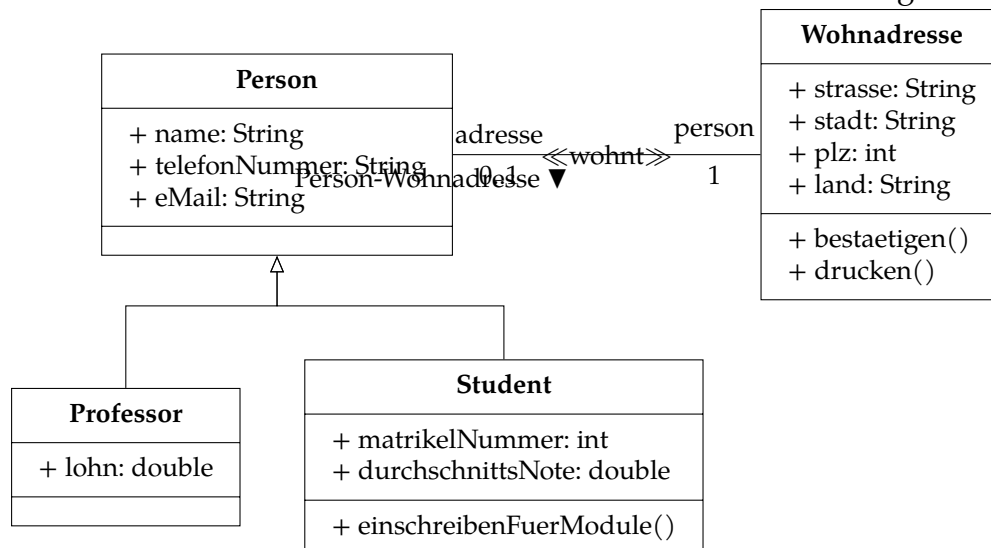 Wohnadresse
+ strasse: String
+ stadt: String
+ plz: int
+ land: String
+ bestaetigen()
+ drucken()
Person
+ name: String
+ telefonNummer: String
+ eMail: String
adresse
0..1
≪wohnt≫
Person-Wohnadresse ▼
person
1
Professor
+ lohn: double
Student
+ matrikelNummer: int
+ durchschnittsNote: double
+ einschreibenFuerModule()